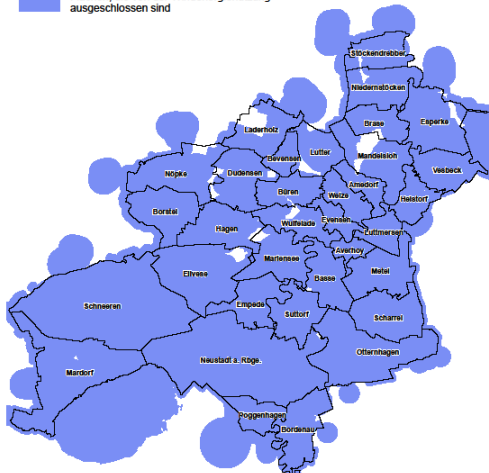 ausgeschlossen sind
Stöckendrebber
Niedernstöcken
Brase
Esperke
Laderholz
Lutter
Mandelsloh
Bevensen
Vesbeck
Nöpke
Dudensen
Amedorf
Büren
Welze
Helstorf
Borstel
Evensen
Hagen
Wulfelade
Luttmersen
Averhoy
Mariensee
Eilvese
Basse
Metel
Schneeren
Empede
Suttorf
Scharrel
Otternhagen
Neustadt a. Rbge.
Mardorf
Poggenhagen
Bordenau